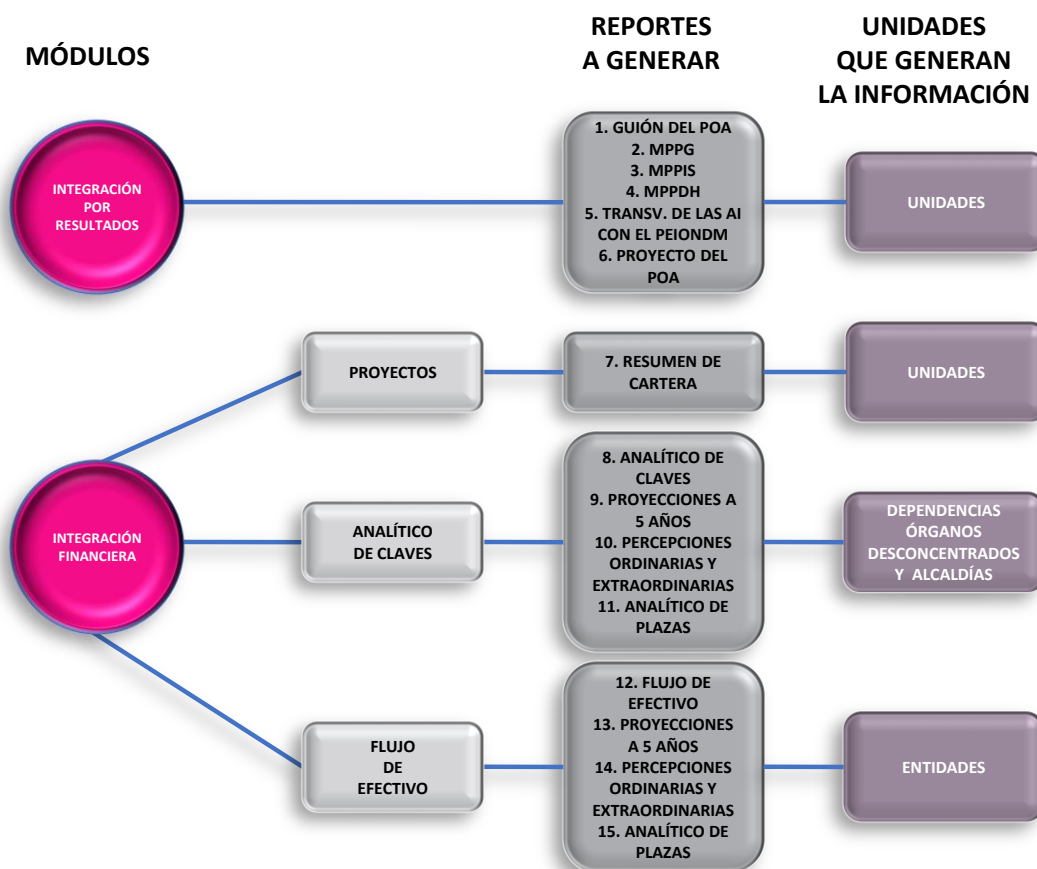 MÓDULOS
REPORTES
A GENERAR
UNIDADES
QUE GENERAN
LA INFORMACIÓN
INTEGRACIÓN
POR
RESULTADOS
1. GUIÓN DEL POA
2. MPPG
3. MPPIS
4. MPPDH
5. TRANSV. DE LAS AI
CON EL PEIONDM
6. PROYECTO DEL
POA
UNIDADES
PROYECTOS
7. RESUMEN DE
CARTERA
UNIDADES
INTEGRACIÓN
FINANCIERA
ANALÍTICO
DE CLAVES
8. ANALÍTICO DE
CLAVES
9. PROYECCIONES A
5 AÑOS
10. PERCEPCIONES
ORDINARIAS Y
EXTRAORDINARIAS
11. ANALÍTICO DE
PLAZAS
DEPENDENCIAS
ÓRGANOS
DESCONCENTRADOS
Y ALCALDÍAS
FLUJO
DE
EFECTIVO
12. FLUJO DE
EFECTIVO
13. PROYECCIONES
A 5 AÑOS
14. PERCEPCIONES
ORDINARIAS Y
EXTRAORDINARIAS
15. ANALÍTICO DE
PLAZAS
ENTIDADES